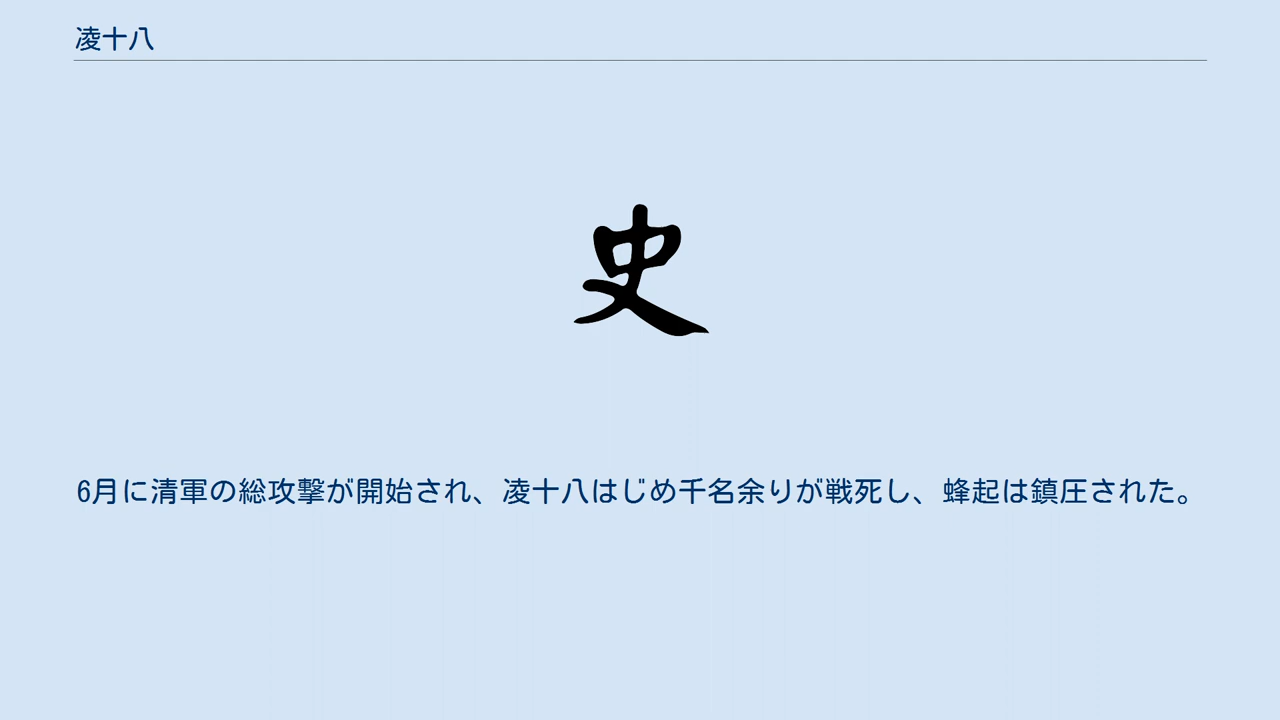 凌十八
史
6月に清軍の総攻撃が開始され、凌十八はじめ千名余りが戦死し、蜂起は鎮圧された。